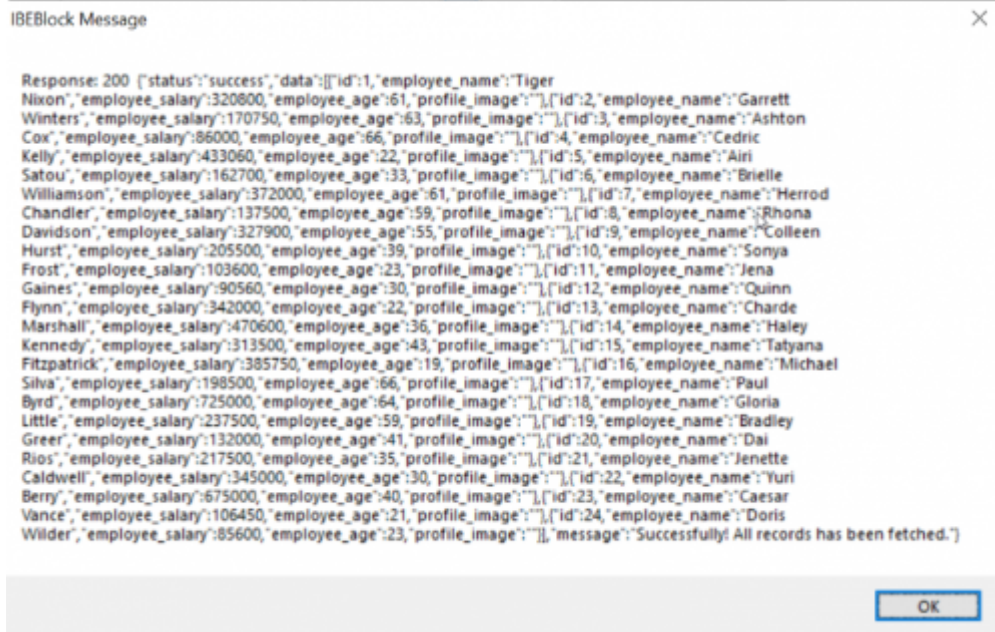 IBEBlock Message
Response: 200 {"status":"success","data":[{"id":1,"employee_name":"Tiger
Nixon","employee_salary":320800,"employee_age":61,"profile_image":""},{"id":2,"employee_name":"Garrett
Winters","employee_salary":170750,"employee_age":63,"profile_image":""},{"id":3,"employee_name":"Ashton
Cox","employee_salary":86000,"employee_age":66,"profile_image":""},{"id":4,"employee_name":"Cedric
Kelly","employee_salary":433060,"employee_age":22,"profile_image":""},{"id":5,"employee_name":"Airi
Satou","employee_salary":162700,"employee_age":33,"profile_image":""},{"id":6,"employee_name":"Brielle
Williamson","employee_salary":372000,"employee_age":61,"profile_image":""},{"id":7,"employee_name":"Herrod
Chandler","employee_salary":137500,"employee_age":59,"profile_image":""},{"id":8,"employee_name":"Rhona
Davidson","employee_salary":327900,"employee_age":55,"profile_image":""},{"id":9,"employee_name":"Colleen
Hurst","employee_salary":205500,"employee_age":39,"profile_image":""},{"id":10,"employee_name":"Sonya
Frost","employee_salary":103600,"employee_age":23,"profile_image":""},{"id":11,"employee_name":"Jena
Gaines","employee_salary":90560,"employee_age":30,"profile_image":""},{"id":12,"employee_name":"Quinn
Flynn","employee_salary":342000,"employee_age":22,"profile_image":""},{"id":13,"employee_name":"Charde
Marshall","employee_salary":470600,"employee_age":36,"profile_image":""},{"id":14,"employee_name":"Haley
Kennedy","employee_salary":313500,"employee_age":43,"profile_image":""},{"id":15,"employee_name":"Tatyana
Fitzpatrick","employee_salary":385750,"employee_age":19,"profile_image":""},{"id":16,"employee_name":"Michael
Silva","employee_salary":198500,"employee_age":66,"profile_image":""},{"id":17,"employee_name":"Paul
Byrd","employee_salary":725000,"employee_age":64,"profile_image":""},{"id":18,"employee_name":"Gloria
Little","employee_salary":237500,"employee_age":59,"profile_image":""},{"id":19,"employee_name":"Bradley
Greer","employee_salary":132000,"employee_age":41,"profile_image":""},{"id":20,"employee_name":"Dai
Rios","employee_salary":217500,"employee_age":35,"profile_image":""},{"id":21,"employee_name":"Jenette
Caldwell","employee_salary":345000,"employee_age":30,"profile_image":""},{"id":22,"employee_name":"Yuri
Berry","employee_salary":675000,"employee_age":40,"profile_image":""},{"id":23,"employee_name":"Caesar
Vance","employee_salary":106450,"employee_age":21,"profile_image":""},{"id":24,"employee_name":"Doris
Wilder","employee_salary":85600,"employee_age":23,"profile_image":""}],"message":"Successfully! All records has been fetched."}
OK